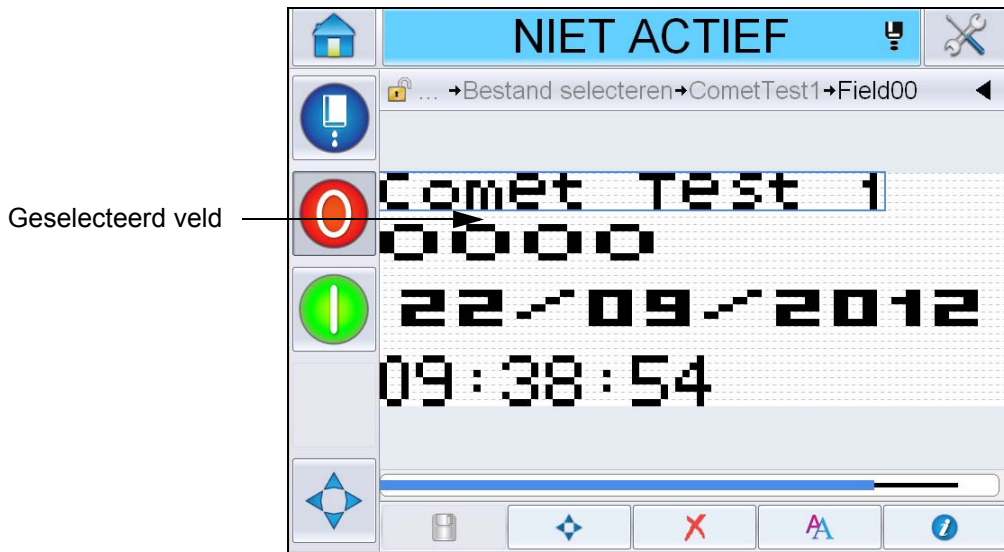 NIET ACTIEF
... →Bestand selecteren→CometTest1→Field00
Comet Test 1
Geselecteerd veld
0000
22/09/2012
09:38:54